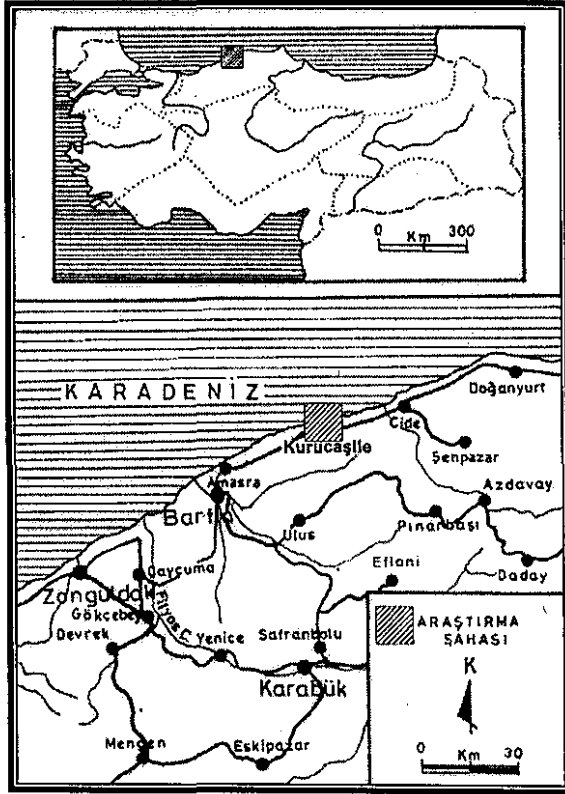 0 Km 300
KARADENİZ
Doğanyurt
Cide
Kurucaşile
Şenpazar
Amasra
Azdavay
Bartın
Ulus
Pınarbaşı
Eflani
Daday
Çaycuma
Zonguldak
Filyos Ç.
Gökçebey
Devrek
Yenice
Safranbolu
Karabük
Mengen
Eskipazar
ARAŞTIRMA
ŞAHASI
K
0 Km 30